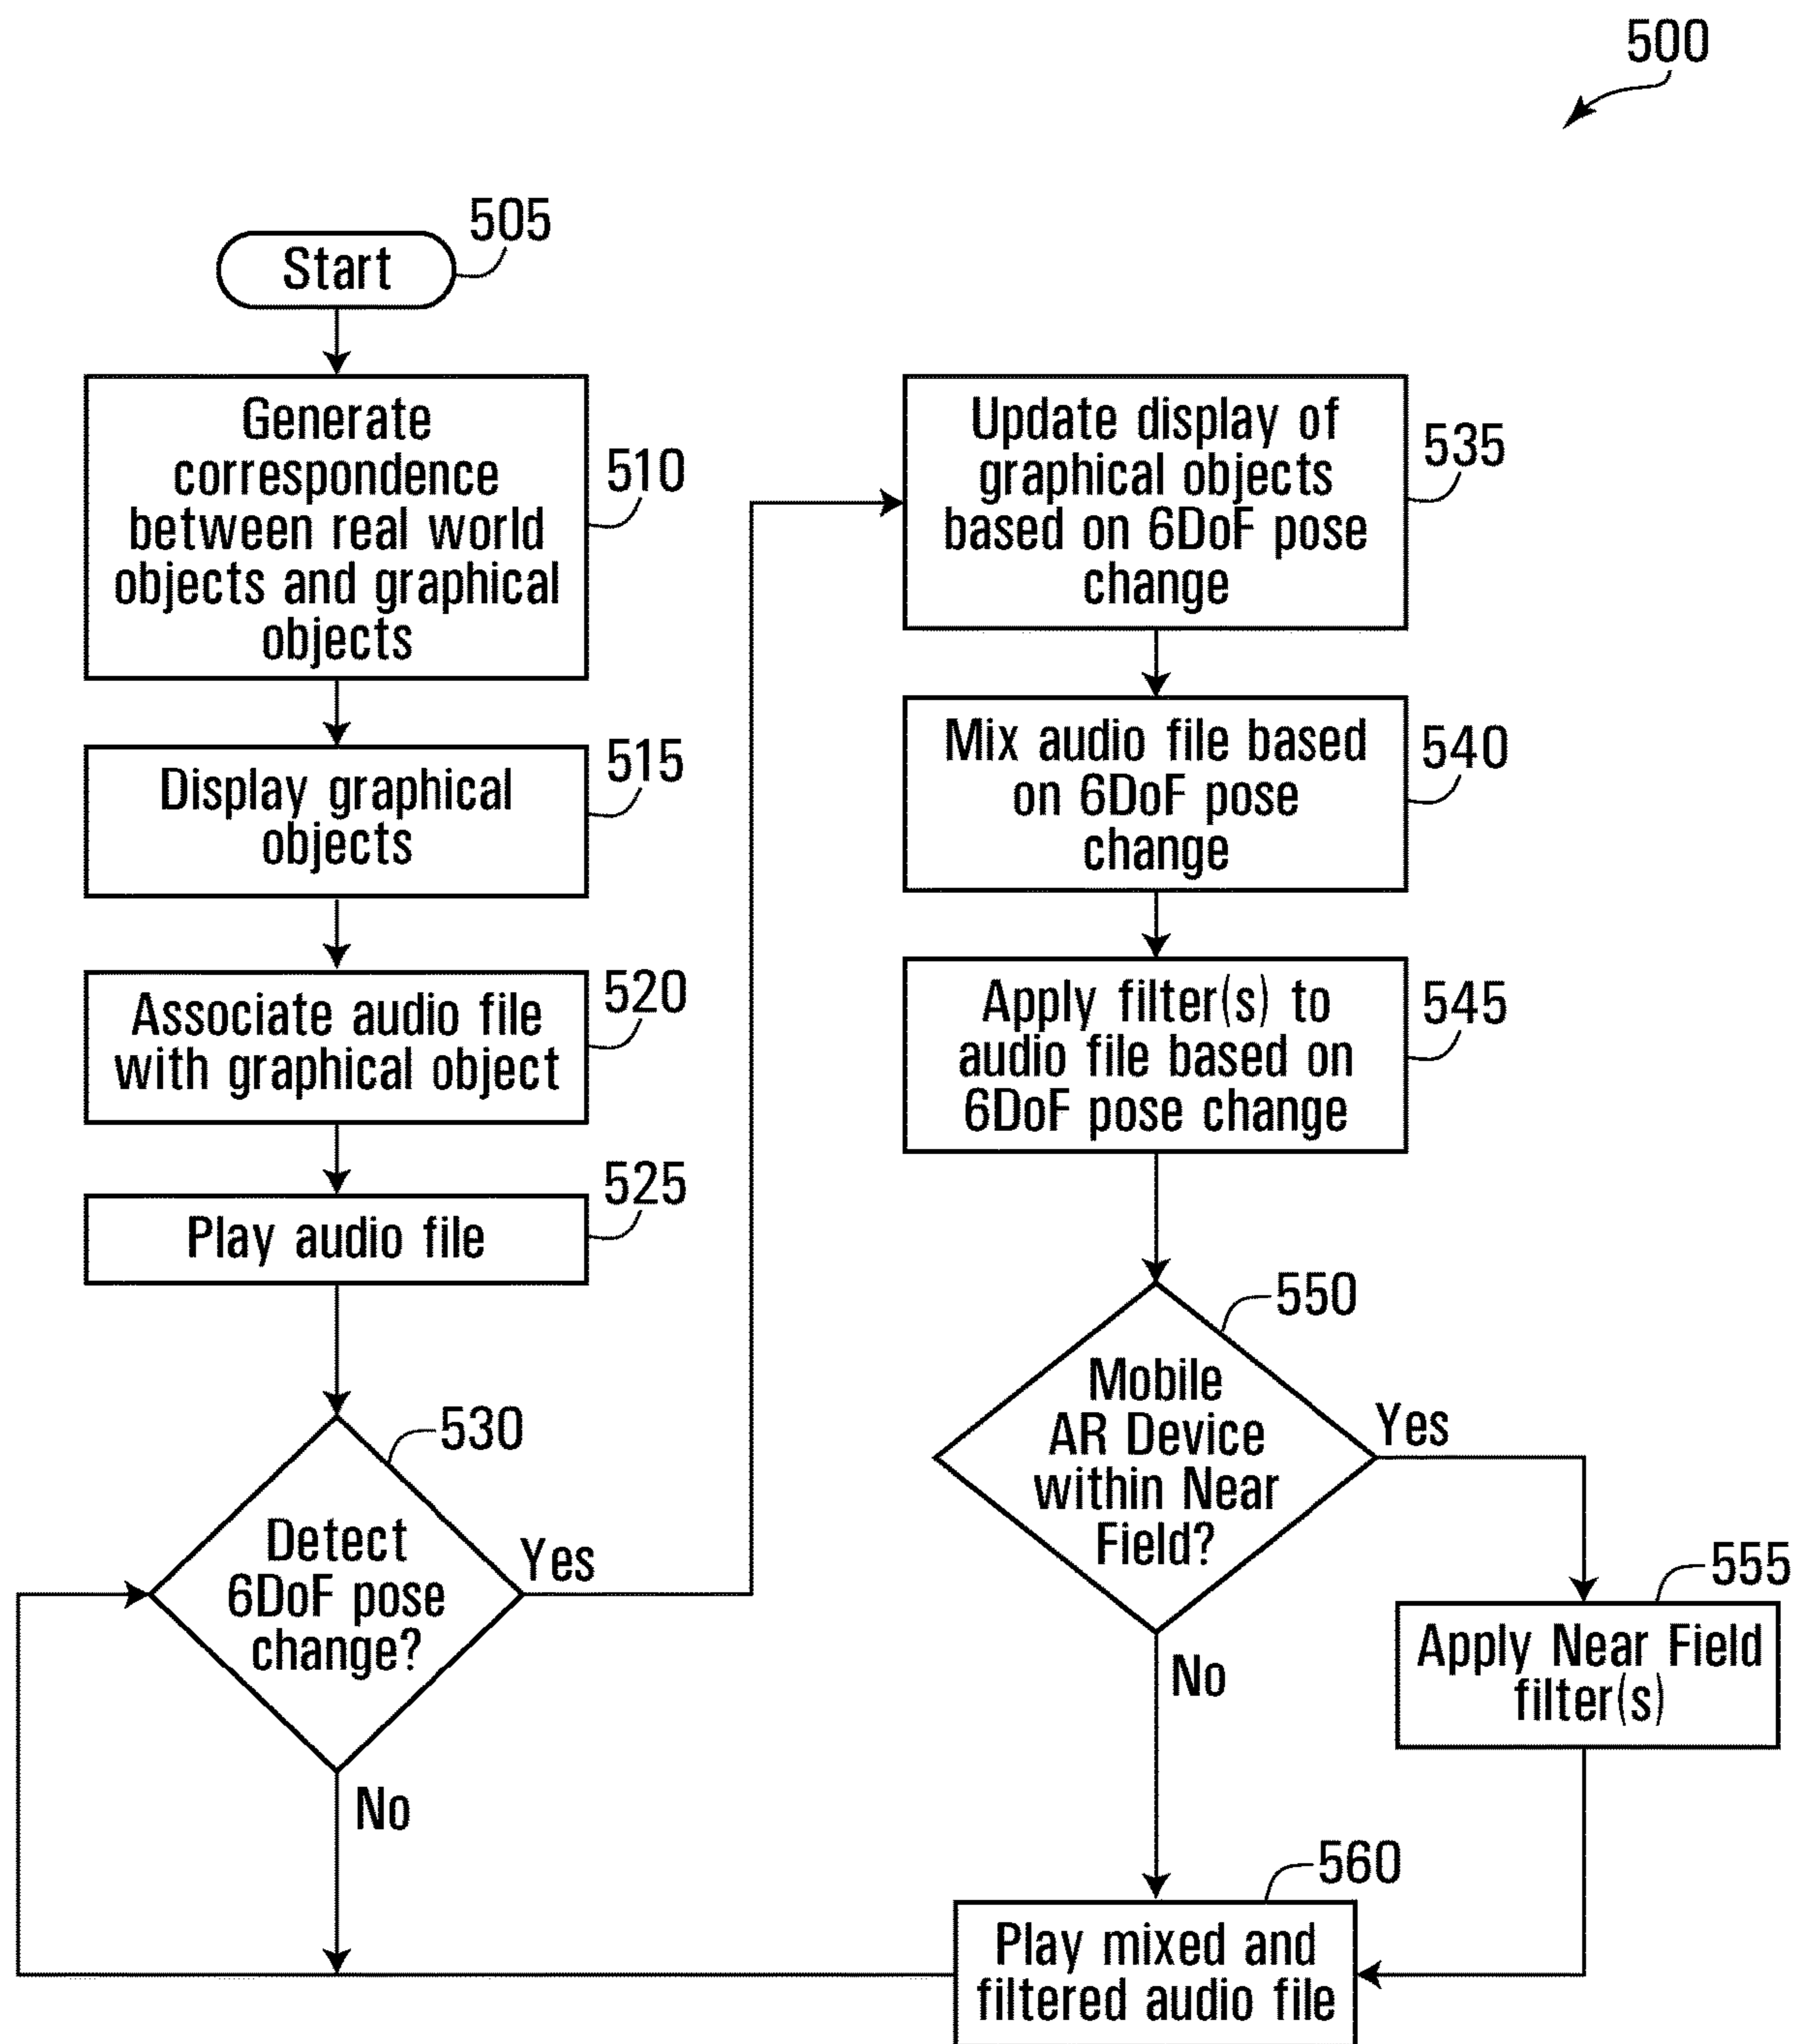 500
505
Start
Generate
correspondence
between real world
objects and graphical
objects
510
Display graphical
objects
515
Associate audio file
with graphical object
520
Play audio file
525
530
Detect
6DoF pose
change?
Yes
No
Update display of
graphical objects
based on 6DoF pose
change
535
Mix audio file based
on 6DoF pose
change
540
Apply filter(s) to
audio file based on
6DoF pose change
545
550
Mobile
AR Device
within Near
Field?
Yes
No
555
Apply Near Field
filter(s)
560
Play mixed and
filtered audio file